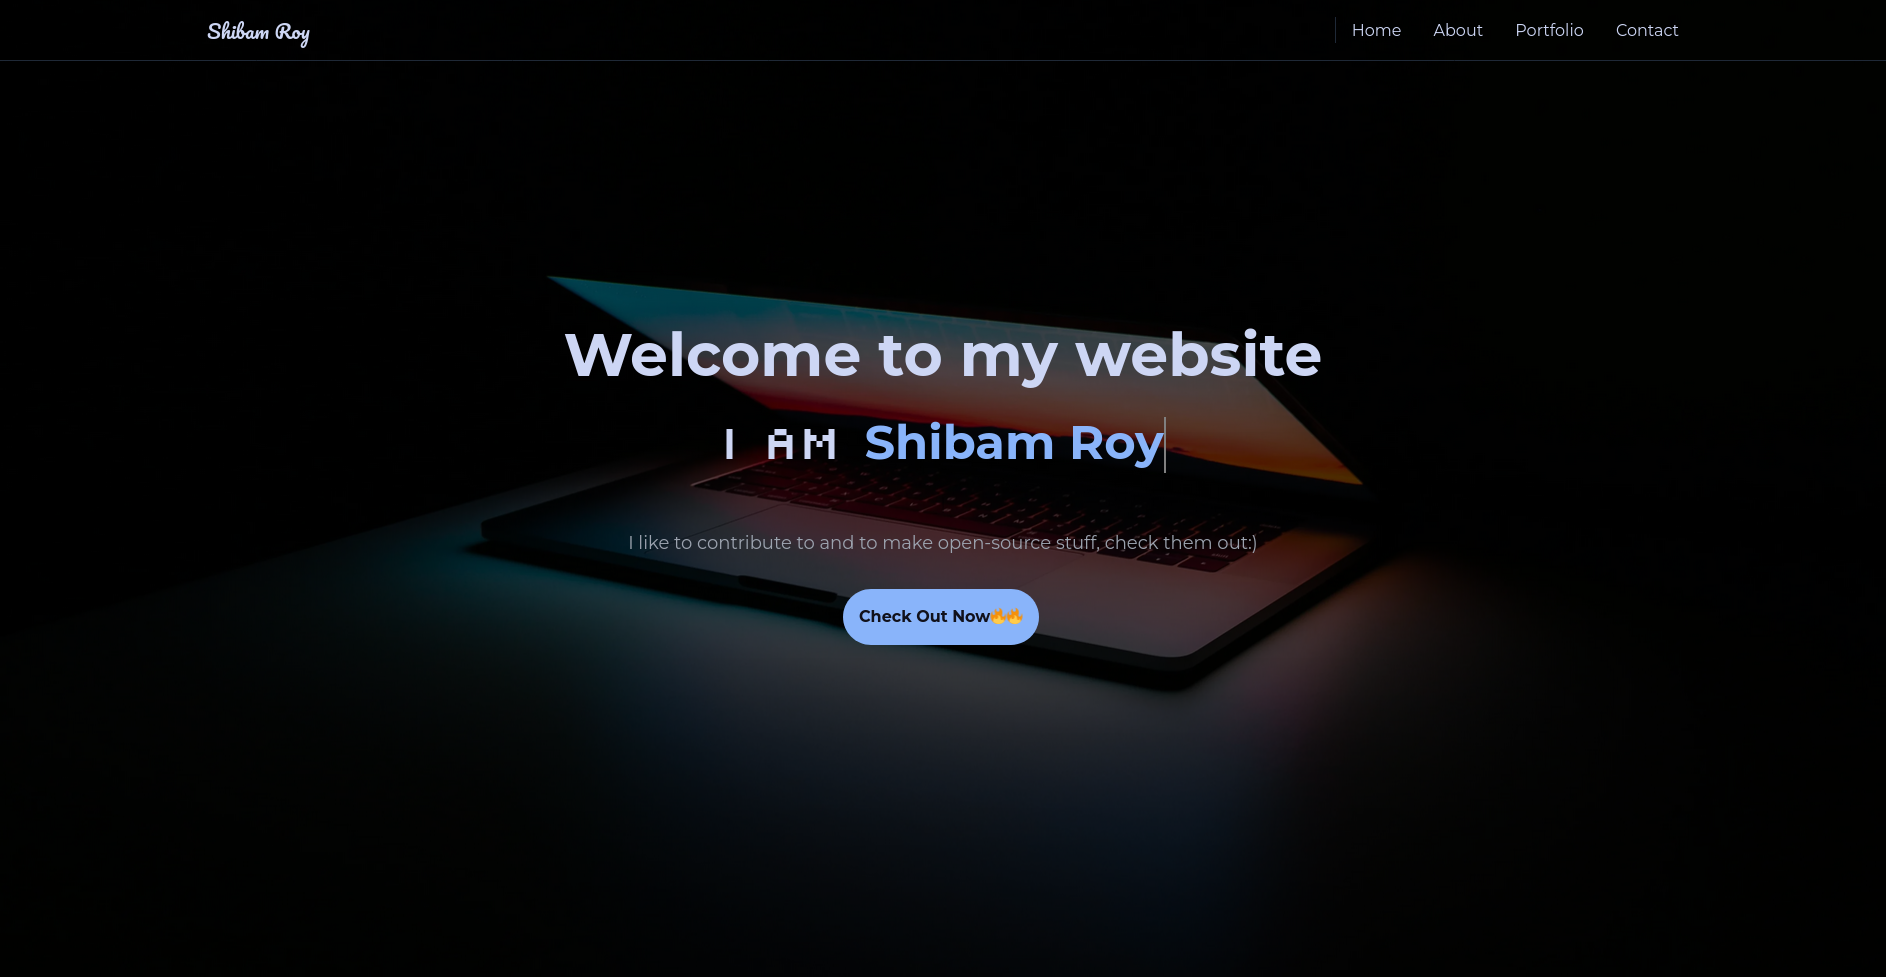 Shibam Roy
Home About Portfolio Contact
Welcome to my website
I AM Shibam Roy
I like to contribute to and to make open-source stuff, check them out:)
Check Out Now🔥🔥